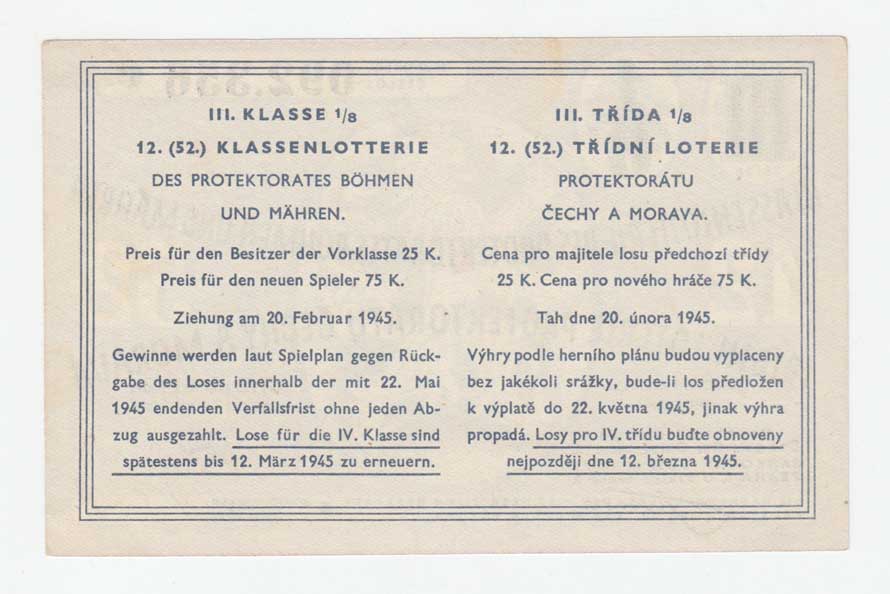 III. KLASSE 1/8
12. (52.) KLASSENLOTTERIE
DES PROTEKTORATES BÖHMEN
UND MÄHREN.
Preis für den Besitzer der Vorklasse 25 K.
Preis für den neuen Spieler 75 K.
Ziehung am 20. Februar 1945.
Gewinne werden laut Spielplan gegen Rück-
gabe des Loses innerhalb der mit 22. Mai
1945 endenden Verfallsfrist ohne jeden Ab-
zug ausgezahlt. Lose für die IV. Klasse sind
spätestens bis 12. März 1945 zu erneuern.
III. TŘÍDA 1/8
12. (52.) TŘÍDNÍ LOTERIE
PROTEKTORÁTU
ČECHY A MORAVA.
Cena pro majitele losu předchozí třídy
25 K. Cena pro nového hráče 75 K.
Tah dne 20. února 1945.
Výhry podle herního plánu budou vyplaceny
bez jakékoli srážky, bude-li los předložen
k výplatě do 22. května 1945, jinak výhra
propadá. Losy pro IV. třídu buďte obnoveny
nejpozději dne 12. března 1945.